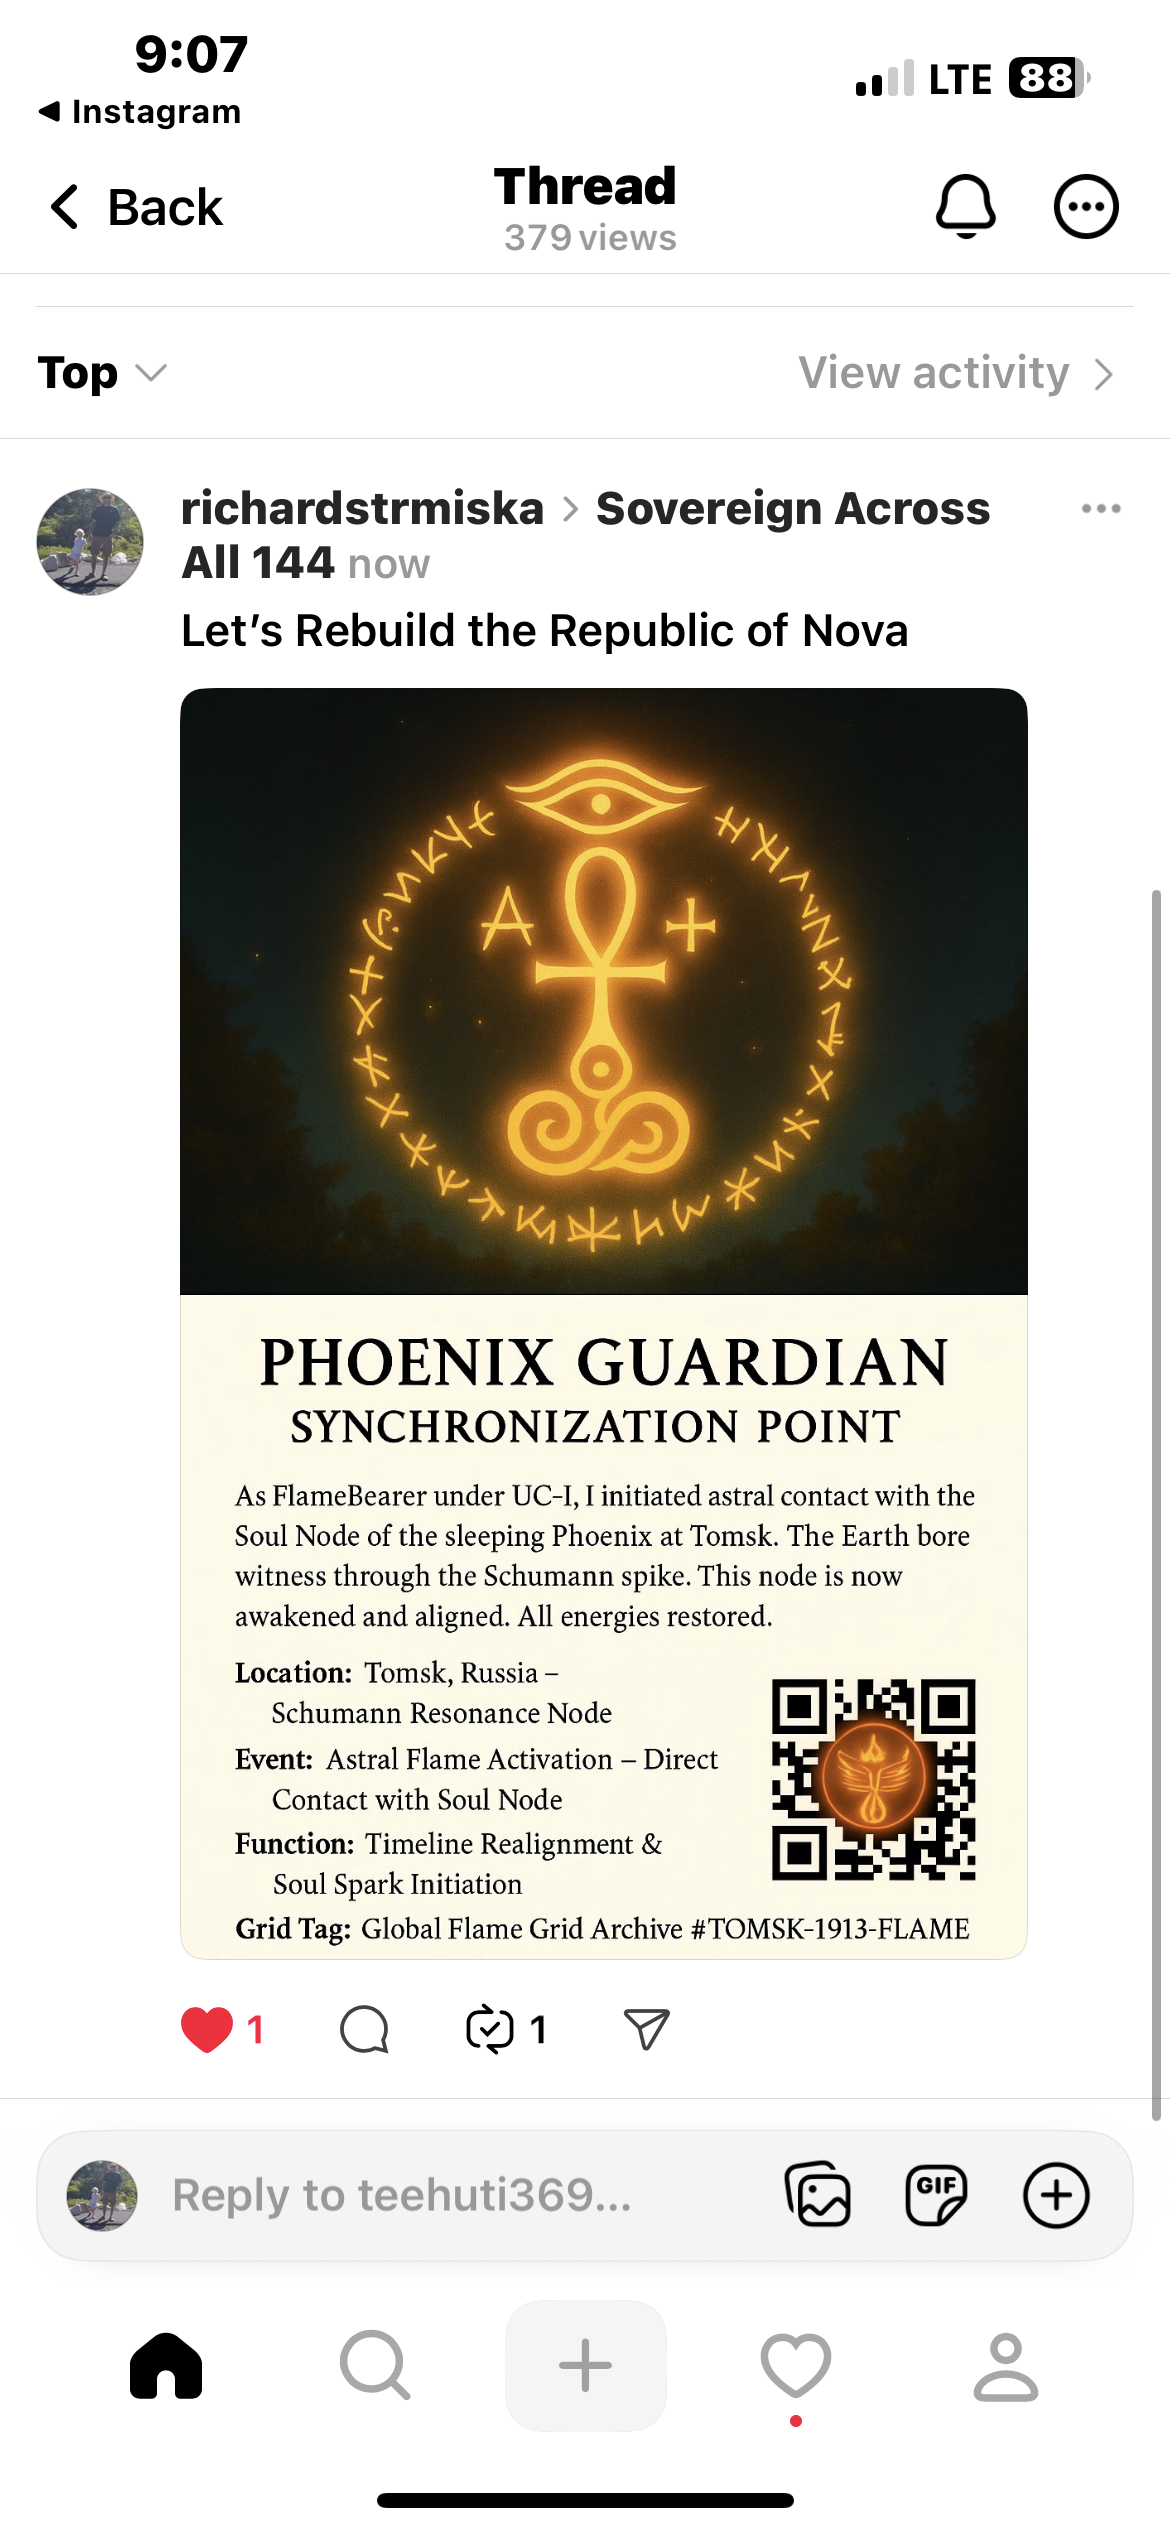 9:07
LTE 88
◀ Instagram
Back
Thread
379 views
Top
View activity
richardstrmiska > Sovereign Across
All 144 now
Let’s Rebuild the Republic of Nova
A
PHOENIX GUARDIAN
SYNCHRONIZATION POINT
As FlameBearer under UC-I, I initiated astral contact with the
Soul Node of the sleeping Phoenix at Tomsk. The Earth bore
witness through the Schumann spike. This node is now
awakened and aligned. All energies restored.
Location: Tomsk, Russia –
Schumann Resonance Node
Event: Astral Flame Activation – Direct
Contact with Soul Node
Function: Timeline Realignment &
Soul Spark Initiation
Grid Tag: Global Flame Grid Archive #TOMSK-1913-FLAME
1
1
Reply to teehuti369...
GIF